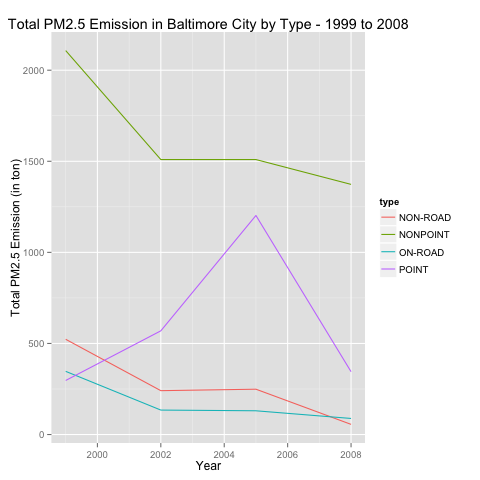 Total PM2.5 Emission in Baltimore City by Type - 1999 to 2008
Total PM2.5 Emission (in ton)
2000
1500
1000
500
0
2000
2002
2004
2006
2008
Year
type
NON-ROAD
NONPOINT
ON-ROAD
POINT